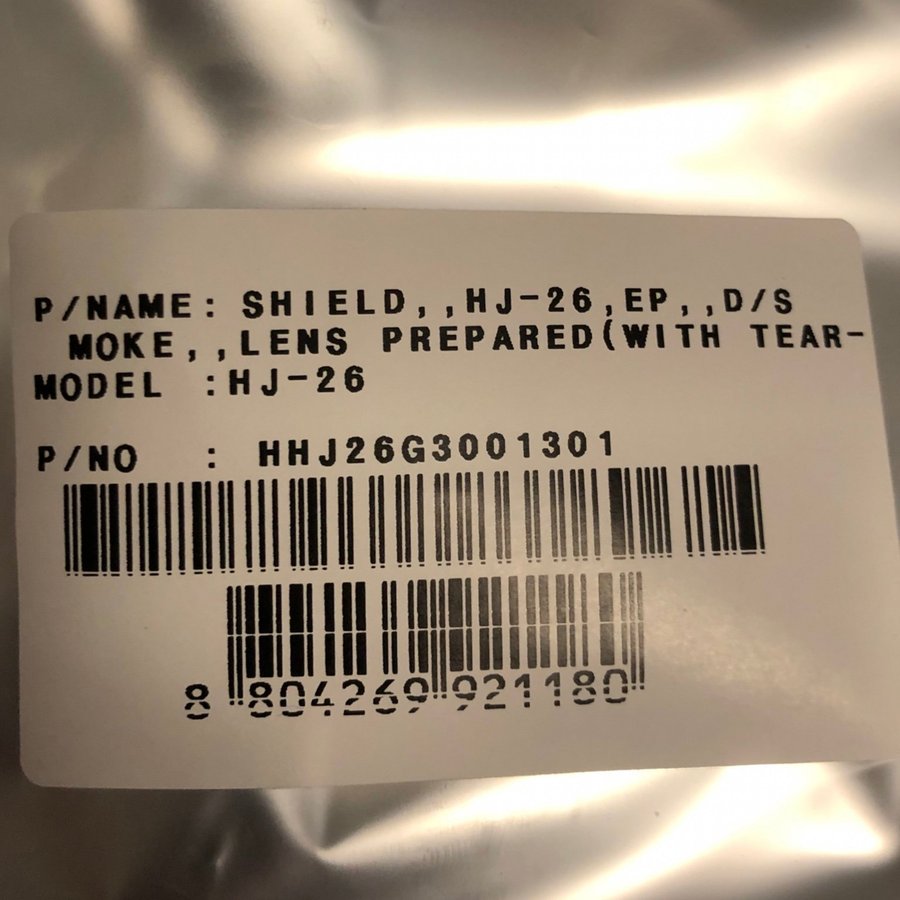 P/NAME: SHIELD,,HJ-26,EP,,D/S
MOKE,,LENS PREPARED(WITH TEAR-
MODEL :HJ-26
P/NO : HHJ26G3001301
8 804269 921180